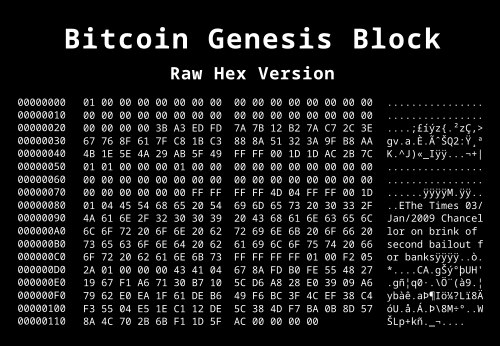 Bitcoin Genesis Block
Raw Hex Version
00000000 01 00 00 00 00 00 00 00 00 00 00 00 00 00 00 00 ................
00000010 00 00 00 00 00 00 00 00 00 00 00 00 00 00 00 00 ................
00000020 00 00 00 00 3B A3 ED FD 7A 7B 12 B2 7A C7 2C 3E ....;£íýz{.²zÇ,>
00000030 67 76 8F 61 7F C8 1B C3 88 8A 51 32 3A 9F B8 AA gv.a.È.ÃˆŠQ2:Ÿ¸ª
00000040 4B 1E 5E 4A 29 AB 5F 49 FF FF 00 1D 1D AC 2B 7C K.^J)«_Iÿÿ...¬+|
00000050 01 01 00 00 00 01 00 00 00 00 00 00 00 00 00 00 ................
00000060 00 00 00 00 00 00 00 00 00 00 00 00 00 00 00 00 ................
00000070 00 00 00 00 00 00 FF FF FF FF 4D 04 FF FF 00 1D ......ÿÿÿÿM.ÿÿ..
00000080 01 04 45 54 68 65 20 54 69 6D 65 73 20 30 33 2F ..EThe Times 03/
00000090 4A 61 6E 2F 32 30 30 39 20 43 68 61 6E 63 65 6C Jan/2009 Chancel
000000A0 6C 6F 72 20 6F 6E 20 62 72 69 6E 6B 20 6F 66 20 lor on brink of
000000B0 73 65 63 6F 6E 64 20 62 61 69 6C 6F 75 74 20 66 second bailout f
000000C0 6F 72 20 62 61 6E 6B 73 FF FF FF FF 01 00 F2 05 or banksÿÿÿÿ..ò.
000000D0 2A 01 00 00 00 43 41 04 67 8A FD B0 FE 55 48 27 *....CA.gŠý°þUH'
000000E0 19 67 F1 A6 71 30 B7 10 5C D6 A8 28 E0 39 09 A6 .gñ¦q0·.\Ö¨(à9.¦
000000F0 79 62 E0 EA 1F 61 DE B6 49 F6 BC 3F 4C EF 38 C4 ybàê.aÞ¶Iö¼?Lï8Ä
00000100 F3 55 04 E5 1E C1 12 DE 5C 38 4D F7 BA 0B 8D 57 óU.å.Á.Þ\8M÷º..W
00000110 8A 4C 70 2B 6B F1 1D 5F AC 00 00 00 00 ŠLp+kñ._¬....